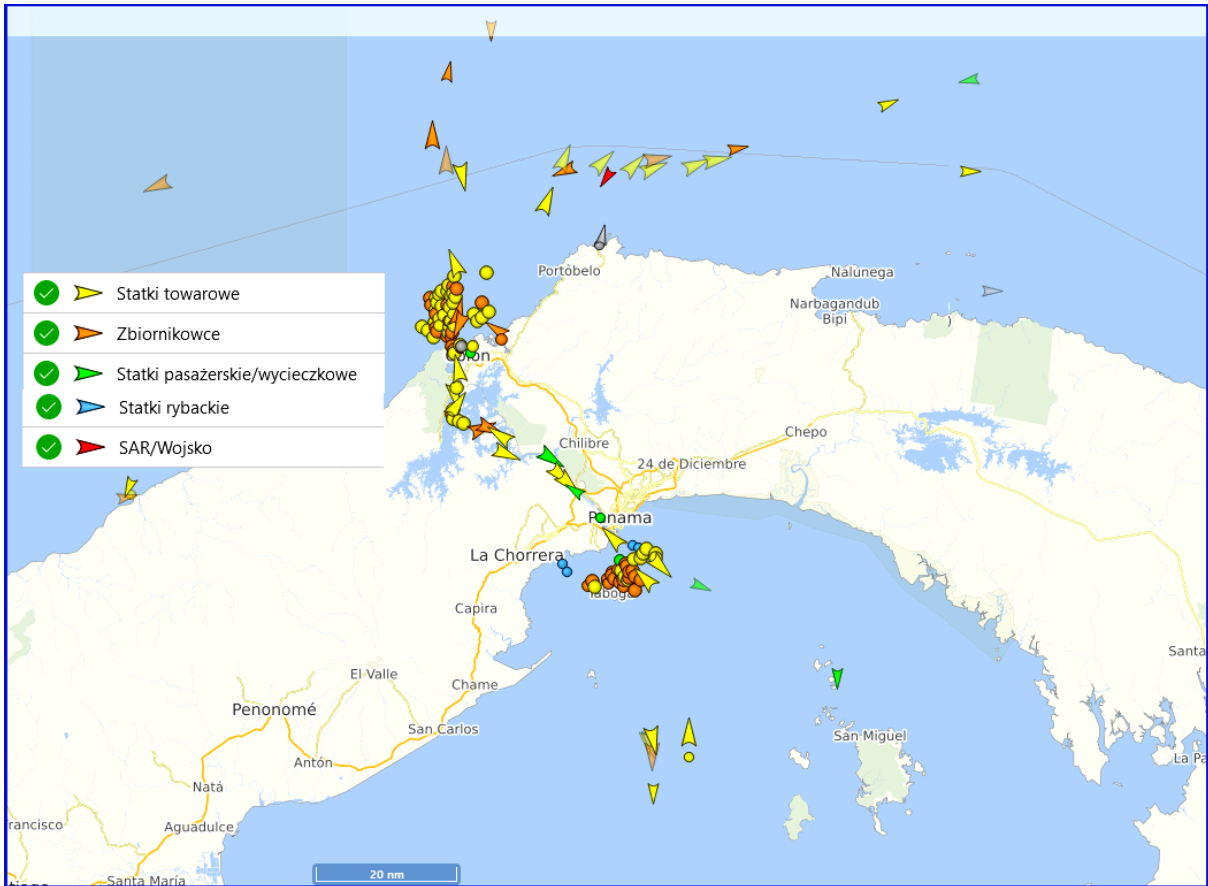 Portobelo
Nalunega
Narbagandub
Bipi
Statki towarowe
Zbiornikowce
Statki pasażerskie/wycieczkowe
Statki rybackie
SAR/Wojsko
Colón
Chilibre
Chepo
24 de Diciembre
Panama
La Chorrera
Taboga
Capira
Santa
El Valle
Chame
Penonomé
San Carlos
San Miguel
Antón
La Pa
Natá
rancisco
Aguadulce
20 nm
Santa María